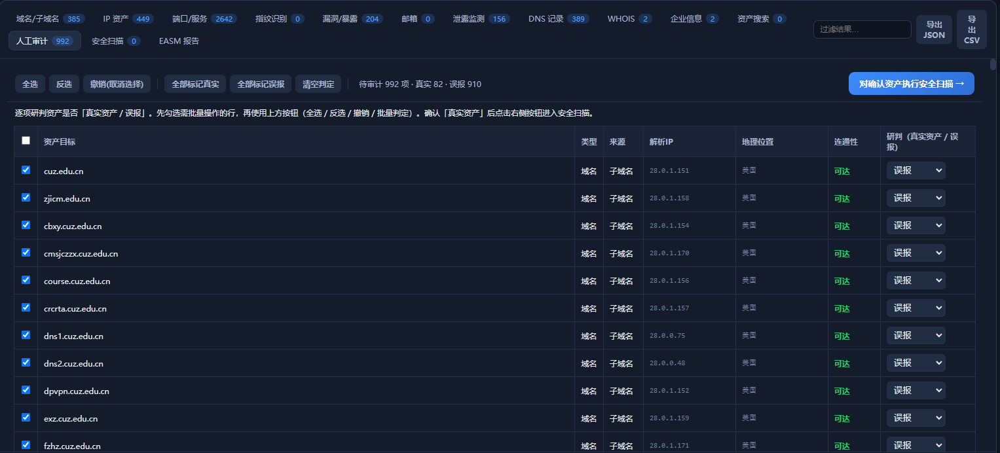 域名/子域名 385 IP 资产 449 端口/服务 2642 指纹识别 0 漏洞/暴露 204 邮箱 0 泄露监测 156 DNS 记录 389 WHOIS 2 企业信息 2 资产搜索 0
人工审计 992 安全扫描 0 EASM 报告
过滤结果...
导出
JSON
导
出
CSV
全选 反选 撤销(取消选择) 全部标记真实 全部标记误报 清空判定 待审计 992 项 · 真实 82 · 误报 910 对确认资产执行安全扫描 →
逐项研判资产是否「真实资产 / 误报」。先勾选需批量操作的行，再使用上方按钮（全选 / 反选 / 撤销 / 批量判定）。确认「真实资产」后点击右侧按钮进入安全扫描。
资产目标 类型 来源 解析IP 地理位置 连通性 研判（真实资产 / 误
报）
cuz.edu.cn 域名 子域名 28.0.1.151 美国 可达 误报
zjicm.edu.cn 域名 子域名 28.0.1.158 美国 可达 误报
cbxy.cuz.edu.cn 域名 子域名 28.0.1.154 美国 可达 误报
cmsjczzx.cuz.edu.cn 域名 子域名 28.0.1.170 美国 可达 误报
course.cuz.edu.cn 域名 子域名 28.0.1.156 美国 可达 误报
crcrta.cuz.edu.cn 域名 子域名 28.0.1.157 美国 可达 误报
dns1.cuz.edu.cn 域名 子域名 28.0.0.75 美国 可达 误报
dns2.cuz.edu.cn 域名 子域名 28.0.0.48 美国 可达 误报
dpvpn.cuz.edu.cn 域名 子域名 28.0.1.152 美国 可达 误报
exz.cuz.edu.cn 域名 子域名 28.0.1.159 美国 可达 误报
fzhz.cuz.edu.cn 域名 子域名 28.0.1.171 美国 可达 误报